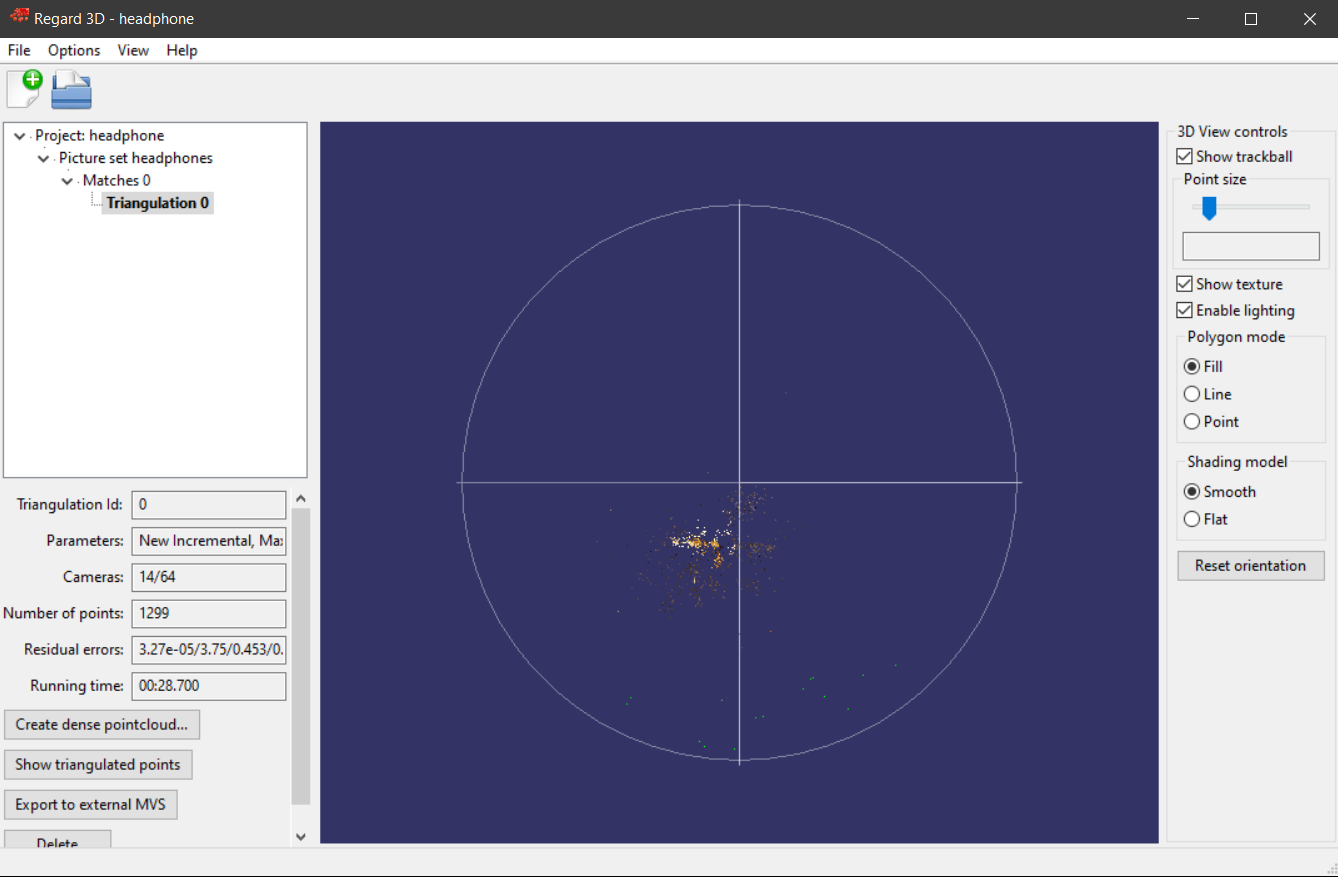 Regard 3D - headphone
File Options View Help
Project: headphone
Picture set headphones
Matches 0
Triangulation 0
Triangulation Id: 0
Parameters: New Incremental, Ma
Cameras: 14/64
Number of points: 1299
Residual errors: 3.27e-05/3.75/0.453/0.
Running time: 00:28.700
Create dense pointcloud...
Show triangulated points
Export to external MVS
Delete
3D View controls
Show trackball
Point size
Show texture
Enable lighting
Polygon mode
Fill
Line
Point
Shading model
Smooth
Flat
Reset orientation